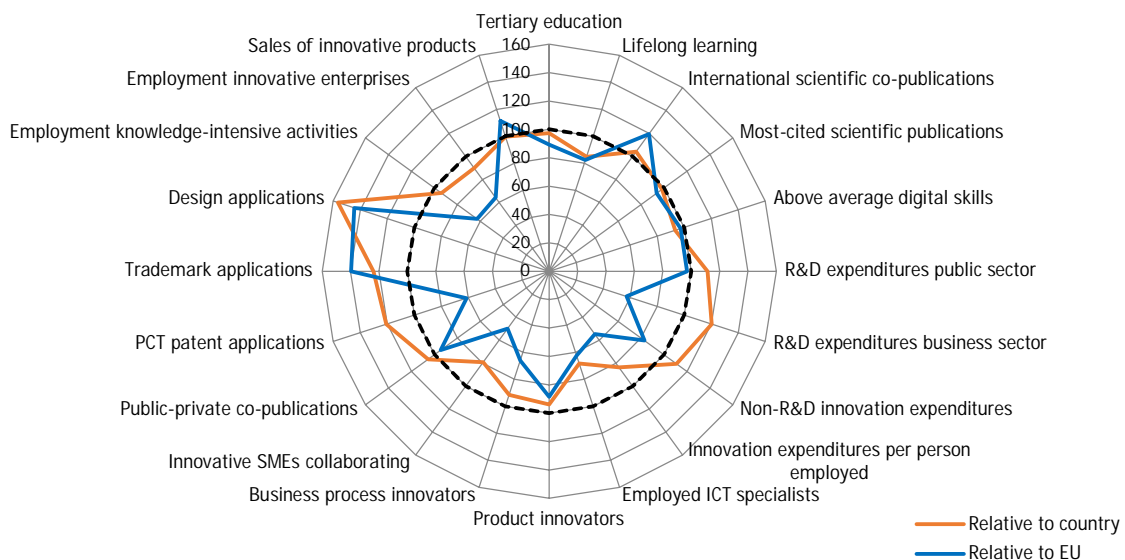 Tertiary education
Lifelong learning
International scientific co-publications
Most-cited scientific publications
Above average digital skills
R&D expenditures public sector
R&D expenditures business sector
Non-R&D innovation expenditures
Innovation expenditures per person
employed
Employed ICT specialists
Product innovators
Business process innovators
Innovative SMEs collaborating
Public-private co-publications
PCT patent applications
Trademark applications
Design applications
Employment knowledge-intensive activities
Employment innovative enterprises
Sales of innovative products
160
140
120
100
80
60
40
20
0
Relative to country
Relative to EU